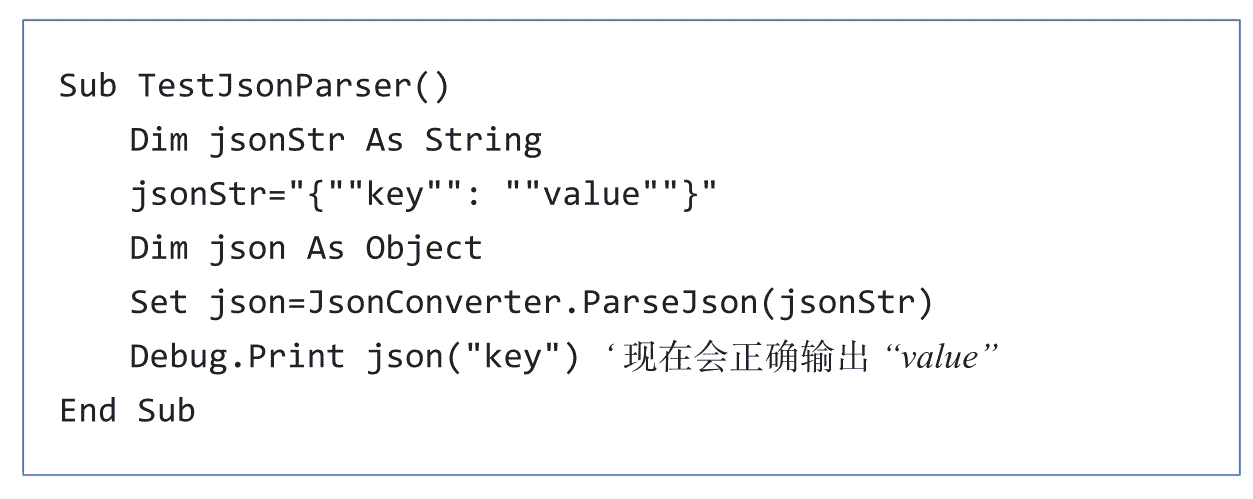 Sub TestJsonParser()
Dim jsonStr As String
jsonStr="{""key"": ""value""}"
Dim json As Object
Set json=JsonConverter.ParseJson(jsonStr)
Debug.Print json("key") ‘现在会正确输出“value”
End Sub